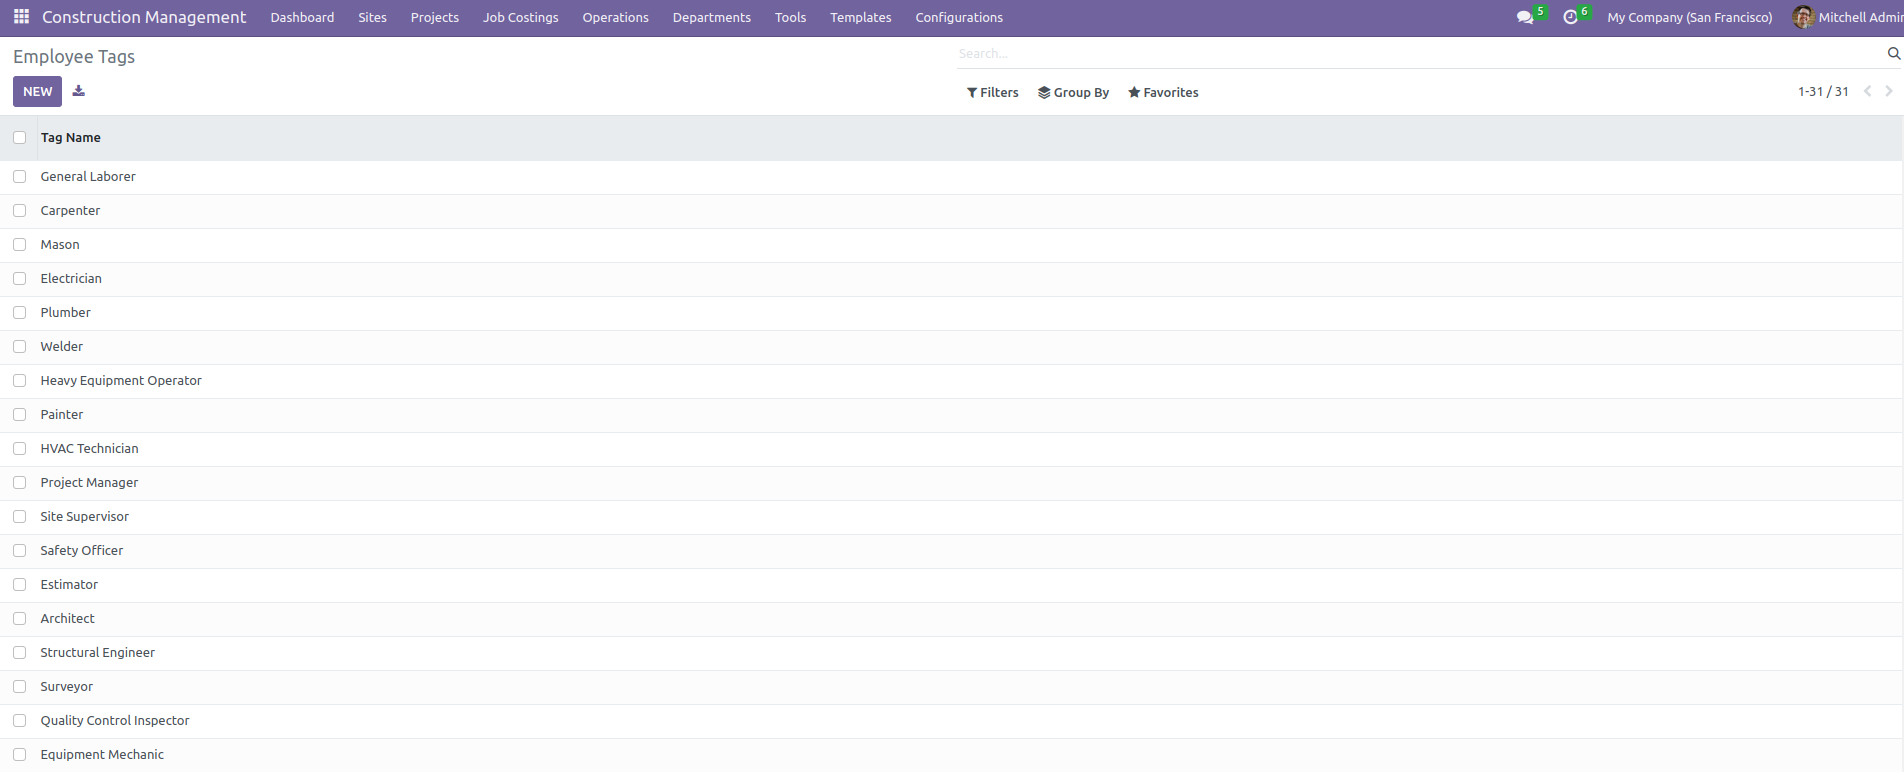 Construction Management Dashboard Sites Projects Job Costings Operations Departments Tools Templates Configurations 5 6 My Company (San Francisco) Mitchell Admin
Employee Tags Search...
NEW Filters Group By Favorites 1-31 / 31
Tag Name
General Laborer
Carpenter
Mason
Electrician
Plumber
Welder
Heavy Equipment Operator
Painter
HVAC Technician
Project Manager
Site Supervisor
Safety Officer
Estimator
Architect
Structural Engineer
Surveyor
Quality Control Inspector
Equipment Mechanic